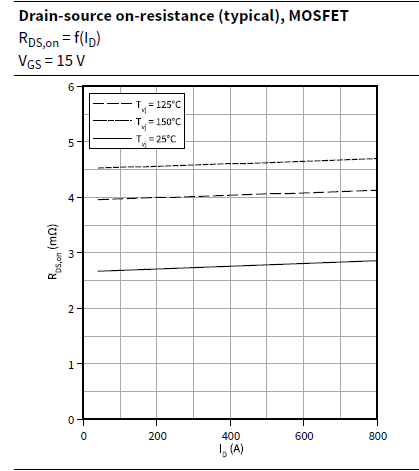 Drain-source on-resistance (typical), MOSFET
RDS,on = f(ID)
VGS = 15 V
6
Tvj = 125°C
Tvj = 150°C
Tvj = 25°C
5
4
3
2
1
0
RDS,on (mΩ)
0 200 400 600 800
ID (A)